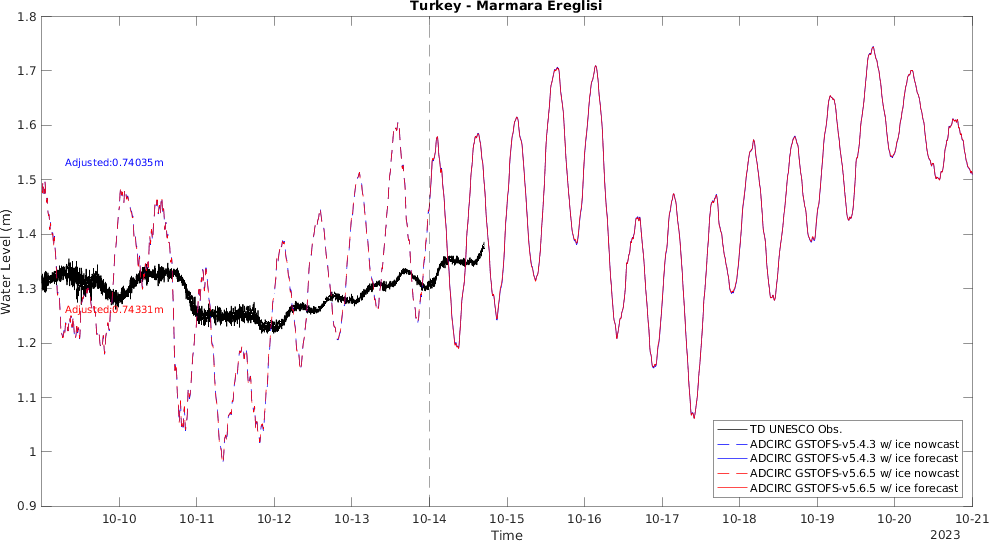 Turkey - Marmara Ereglisi
1.8
1.7
1.6
1.5
1.4
1.3
1.2
1.1
1
0.9
Water Level (m)
Adjusted:0.74035m
Adjusted:0.74331m
TD UNESCO Obs.
ADCIRC GSTOFS-v5.4.3 w/ ice nowcast
ADCIRC GSTOFS-v5.4.3 w/ ice forecast
ADCIRC GSTOFS-v5.6.5 w/ ice nowcast
ADCIRC GSTOFS-v5.6.5 w/ ice forecast
10-10 10-11 10-12 10-13 10-14 10-15 10-16 10-17 10-18 10-19 10-20 10-21
Time
2023